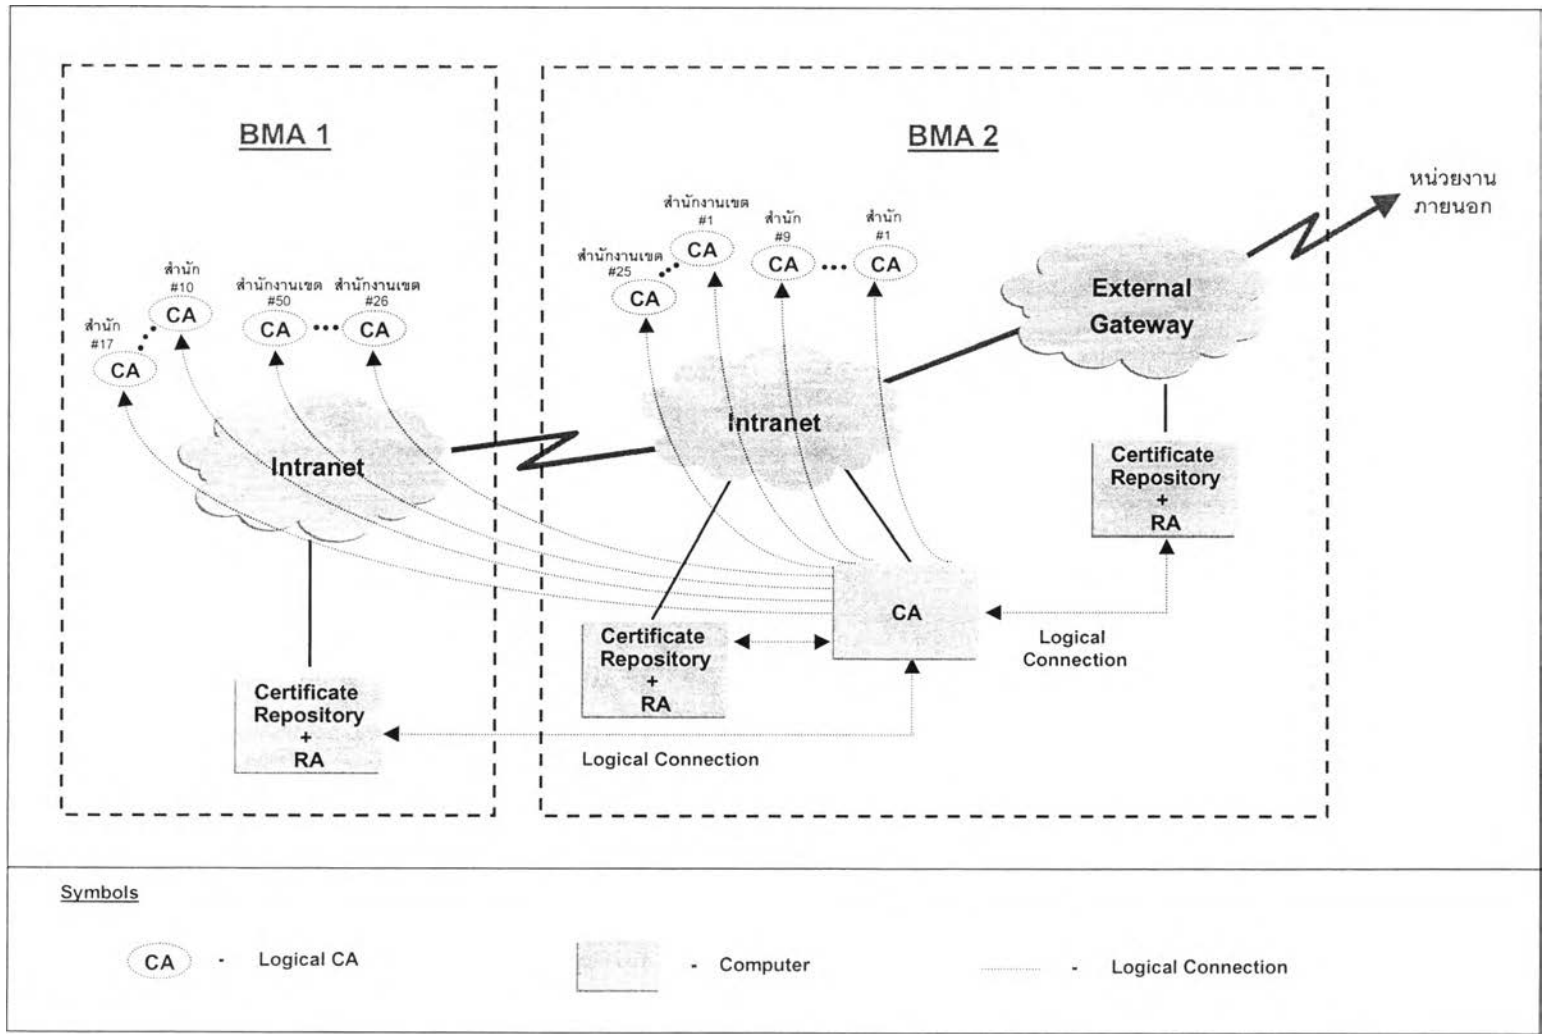 BMA 1
สำนัก
#17
CA
สำนัก
#10
CA
สำนักงานเขต
#50
CA
สำนักงานเขต
#26
CA
Intranet
Certificate
Repository
+
RA
BMA 2
สำนักงานเขต
#25
CA
สำนักงานเขต
#1
CA
สำนัก
#9
CA
สำนัก
#1
CA
Intranet
External
Gateway
หน่วยงาน
ภายนอก
Certificate
Repository
+
RA
CA
Logical
Connection
Certificate
Repository
+
RA
Logical Connection
Symbols
CA
- Logical CA
- Computer
- Logical Connection